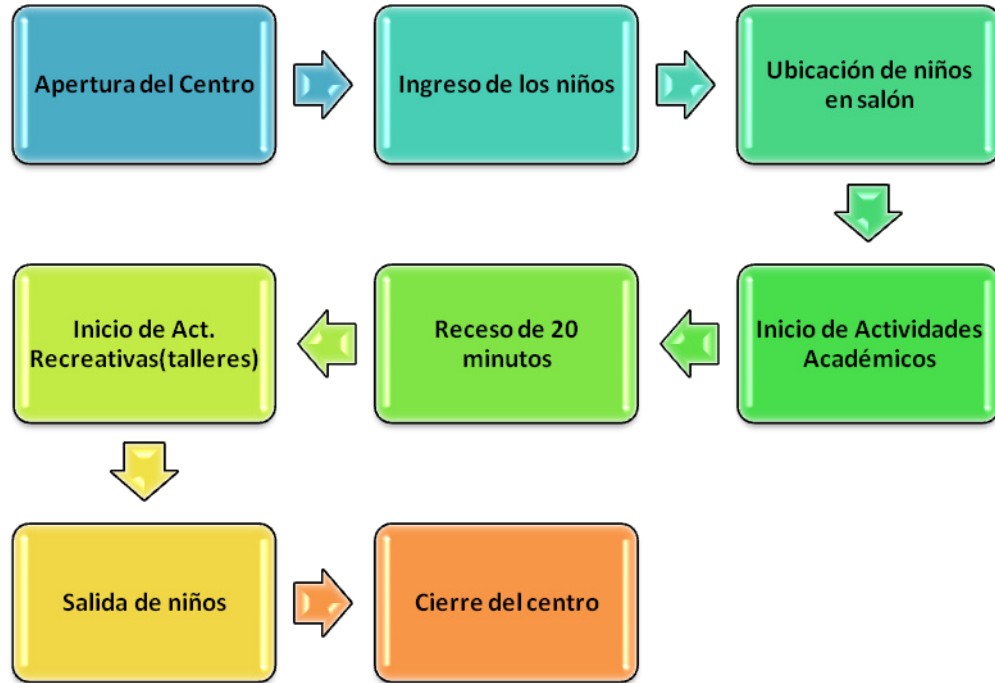 Apertura del Centro
Ingreso de los niños
Ubicación de niños
en salón
Inicio de Actividades
Académicos
Receso de 20
minutos
Inicio de Act.
Recreativas(talleres)
Salida de niños
Cierre del centro